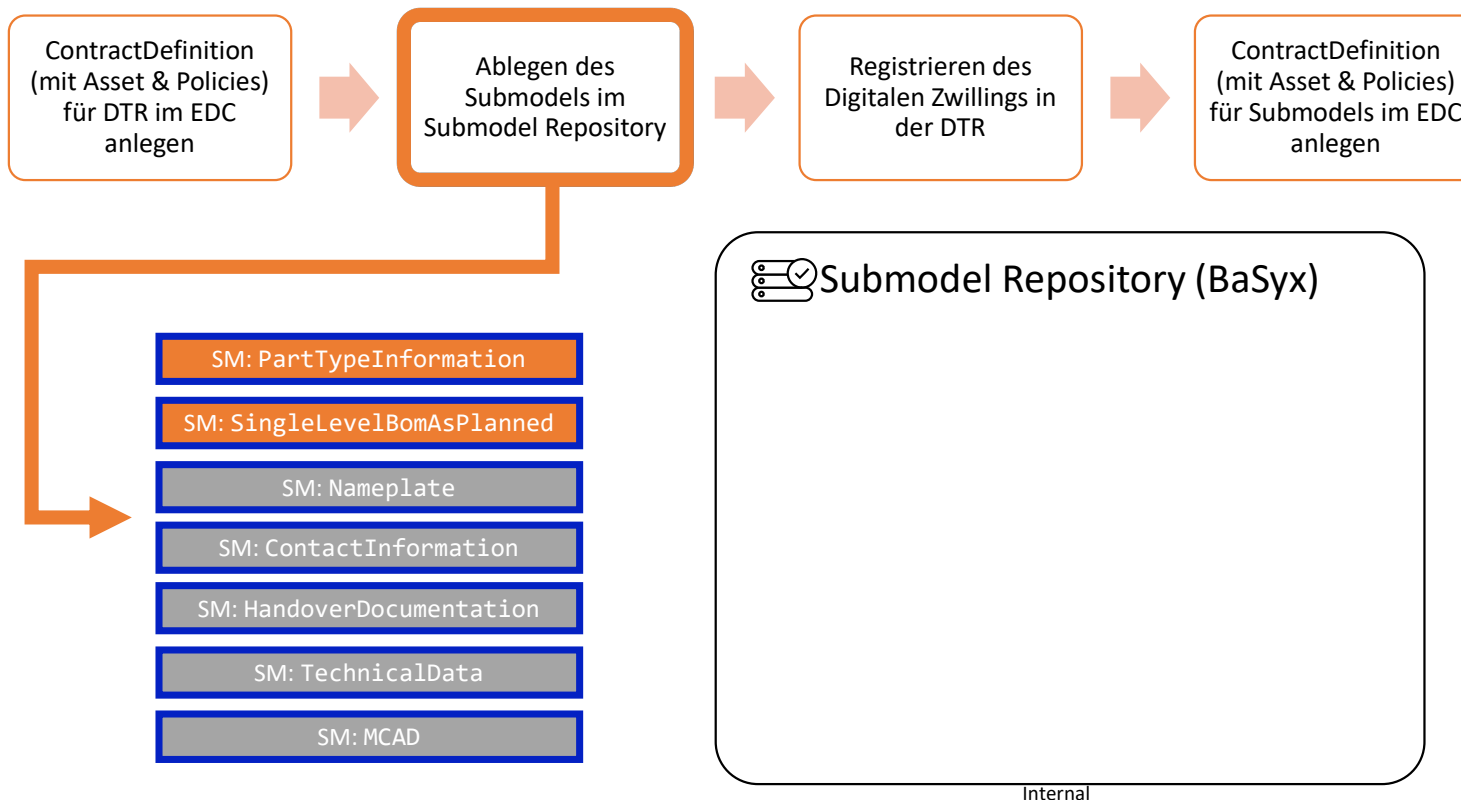 ContractDefinition
(mit Asset & Policies)
für DTR im EDC
anlegen
Ablegen des
Submodels im
Submodel Repository
Registrieren des
Digitalen Zwillings in
der DTR
ContractDefinition
(mit Asset & Policies)
für Submodels im EDC
anlegen
Submodel Repository (BaSyx)
SM: PartTypeInformation
SM: SingleLevelBomAsPlanned
SM: Nameplate
SM: ContactInformation
SM: HandoverDocumentation
SM: TechnicalData
SM: MCAD
Internal